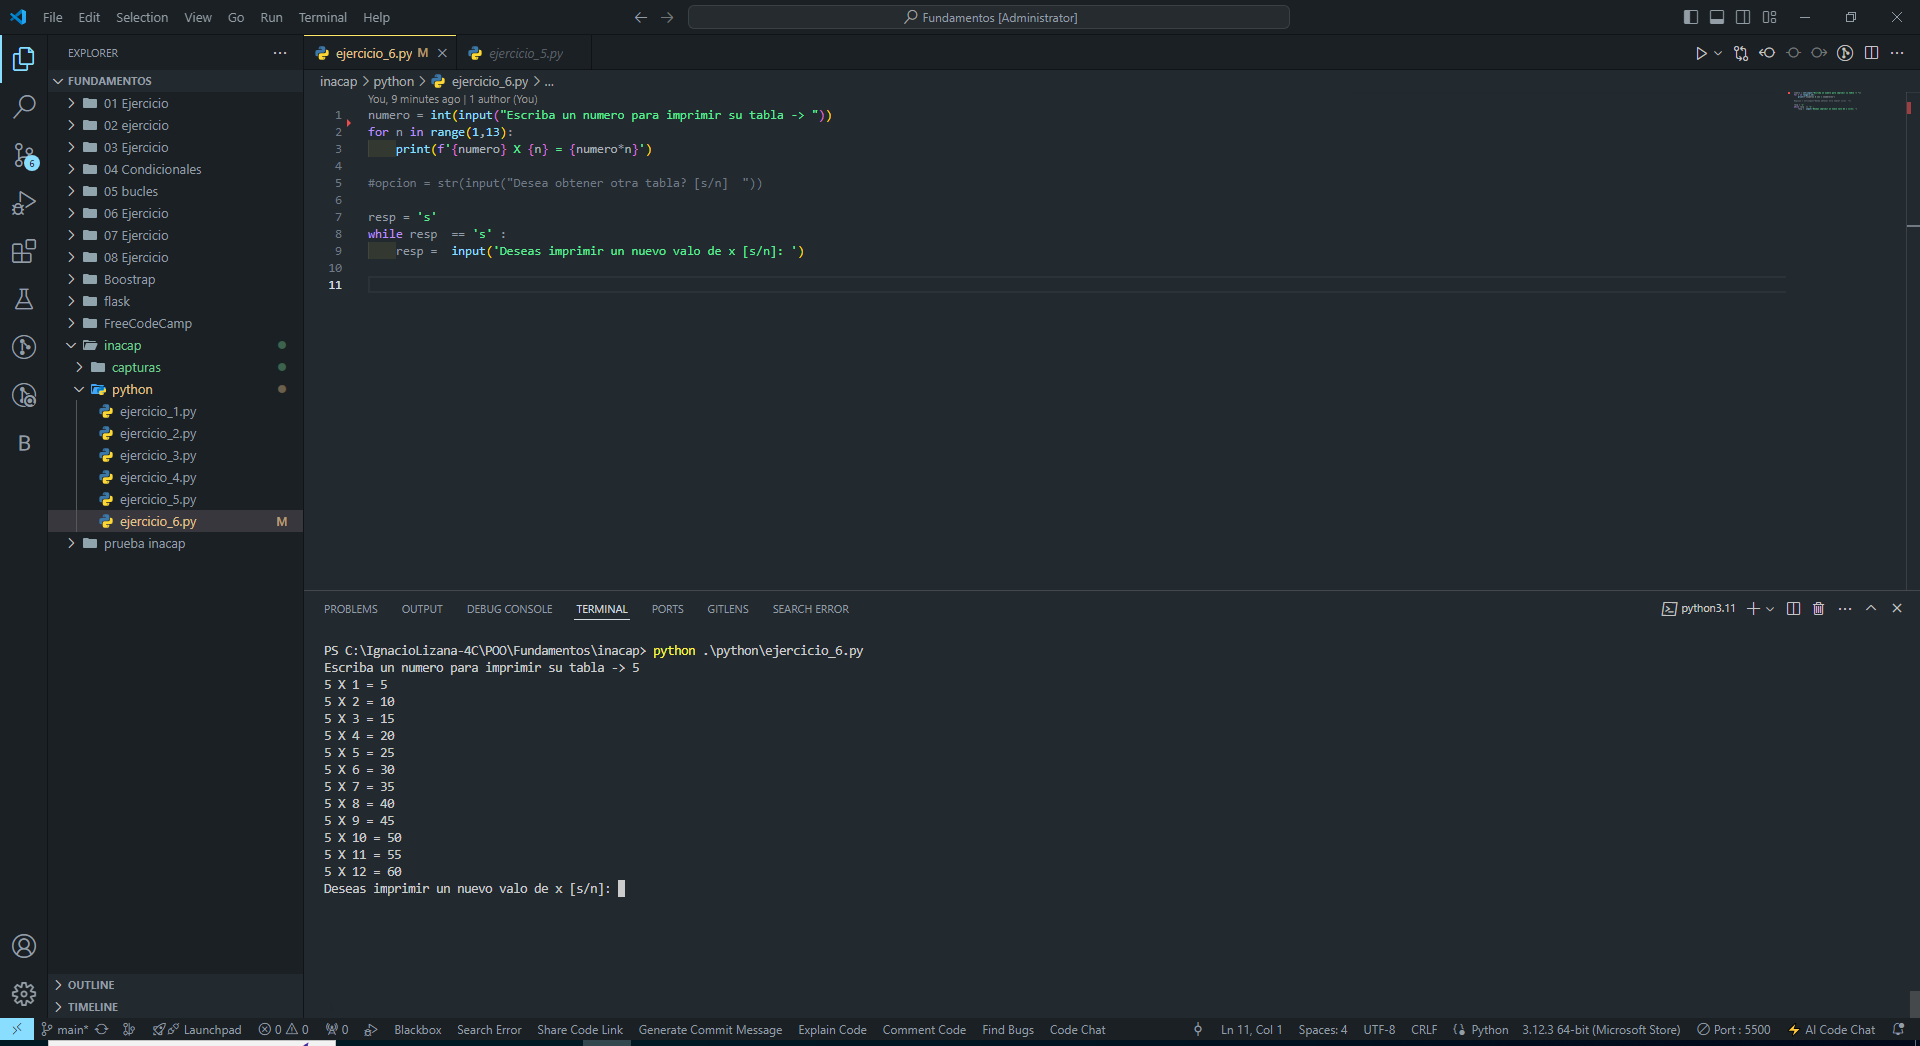 File Edit Selection View Go Run Terminal Help
Fundamentos [Administrator]
EXPLORER
FUNDAMENTOS
01 Ejercicio
02 ejercicio
03 Ejercicio
04 Condicionales
05 bucles
06 Ejercicio
07 Ejercicio
08 Ejercicio
Boostrap
flask
FreeCodeCamp
inacap
capturas
python
ejercicio_1.py
ejercicio_2.py
ejercicio_3.py
ejercicio_4.py
ejercicio_5.py
ejercicio_6.py M
prueba inacap
OUTLINE
TIMELINE
6
B
ejercicio_6.py M
ejercicio_5.py
inacap > python > ejercicio_6.py > ...
You, 9 minutes ago | 1 author (You)
1 numero = int(input("Escriba un numero para imprimir su tabla -> "))
2 for n in range(1,13):
3     print(f'{numero} X {n} = {numero*n}')
4
5 #opcion = str(input("Desea obtener otra tabla? [s/n]  "))
6
7 resp = 's'
8 while resp  == 's' :
9     resp =  input('Deseas imprimir un nuevo valo de x [s/n]: ')
10
11
PROBLEMS OUTPUT DEBUG CONSOLE TERMINAL PORTS GITLENS SEARCH ERROR
python3.11
PS C:\IgnacioLizana-4C\POO\Fundamentos\inacap> python .\python\ejercicio_6.py
Escriba un numero para imprimir su tabla -> 5
5 X 1 = 5
5 X 2 = 10
5 X 3 = 15
5 X 4 = 20
5 X 5 = 25
5 X 6 = 30
5 X 7 = 35
5 X 8 = 40
5 X 9 = 45
5 X 10 = 50
5 X 11 = 55
5 X 12 = 60
Deseas imprimir un nuevo valo de x [s/n]:
main* Launchpad 0 0 0 Blackbox Search Error Share Code Link Generate Commit Message Explain Code Comment Code Find Bugs Code Chat Ln 11, Col 1 Spaces: 4 UTF-8 CRLF Python 3.12.3 64-bit (Microsoft Store) Port : 5500 AI Code Chat